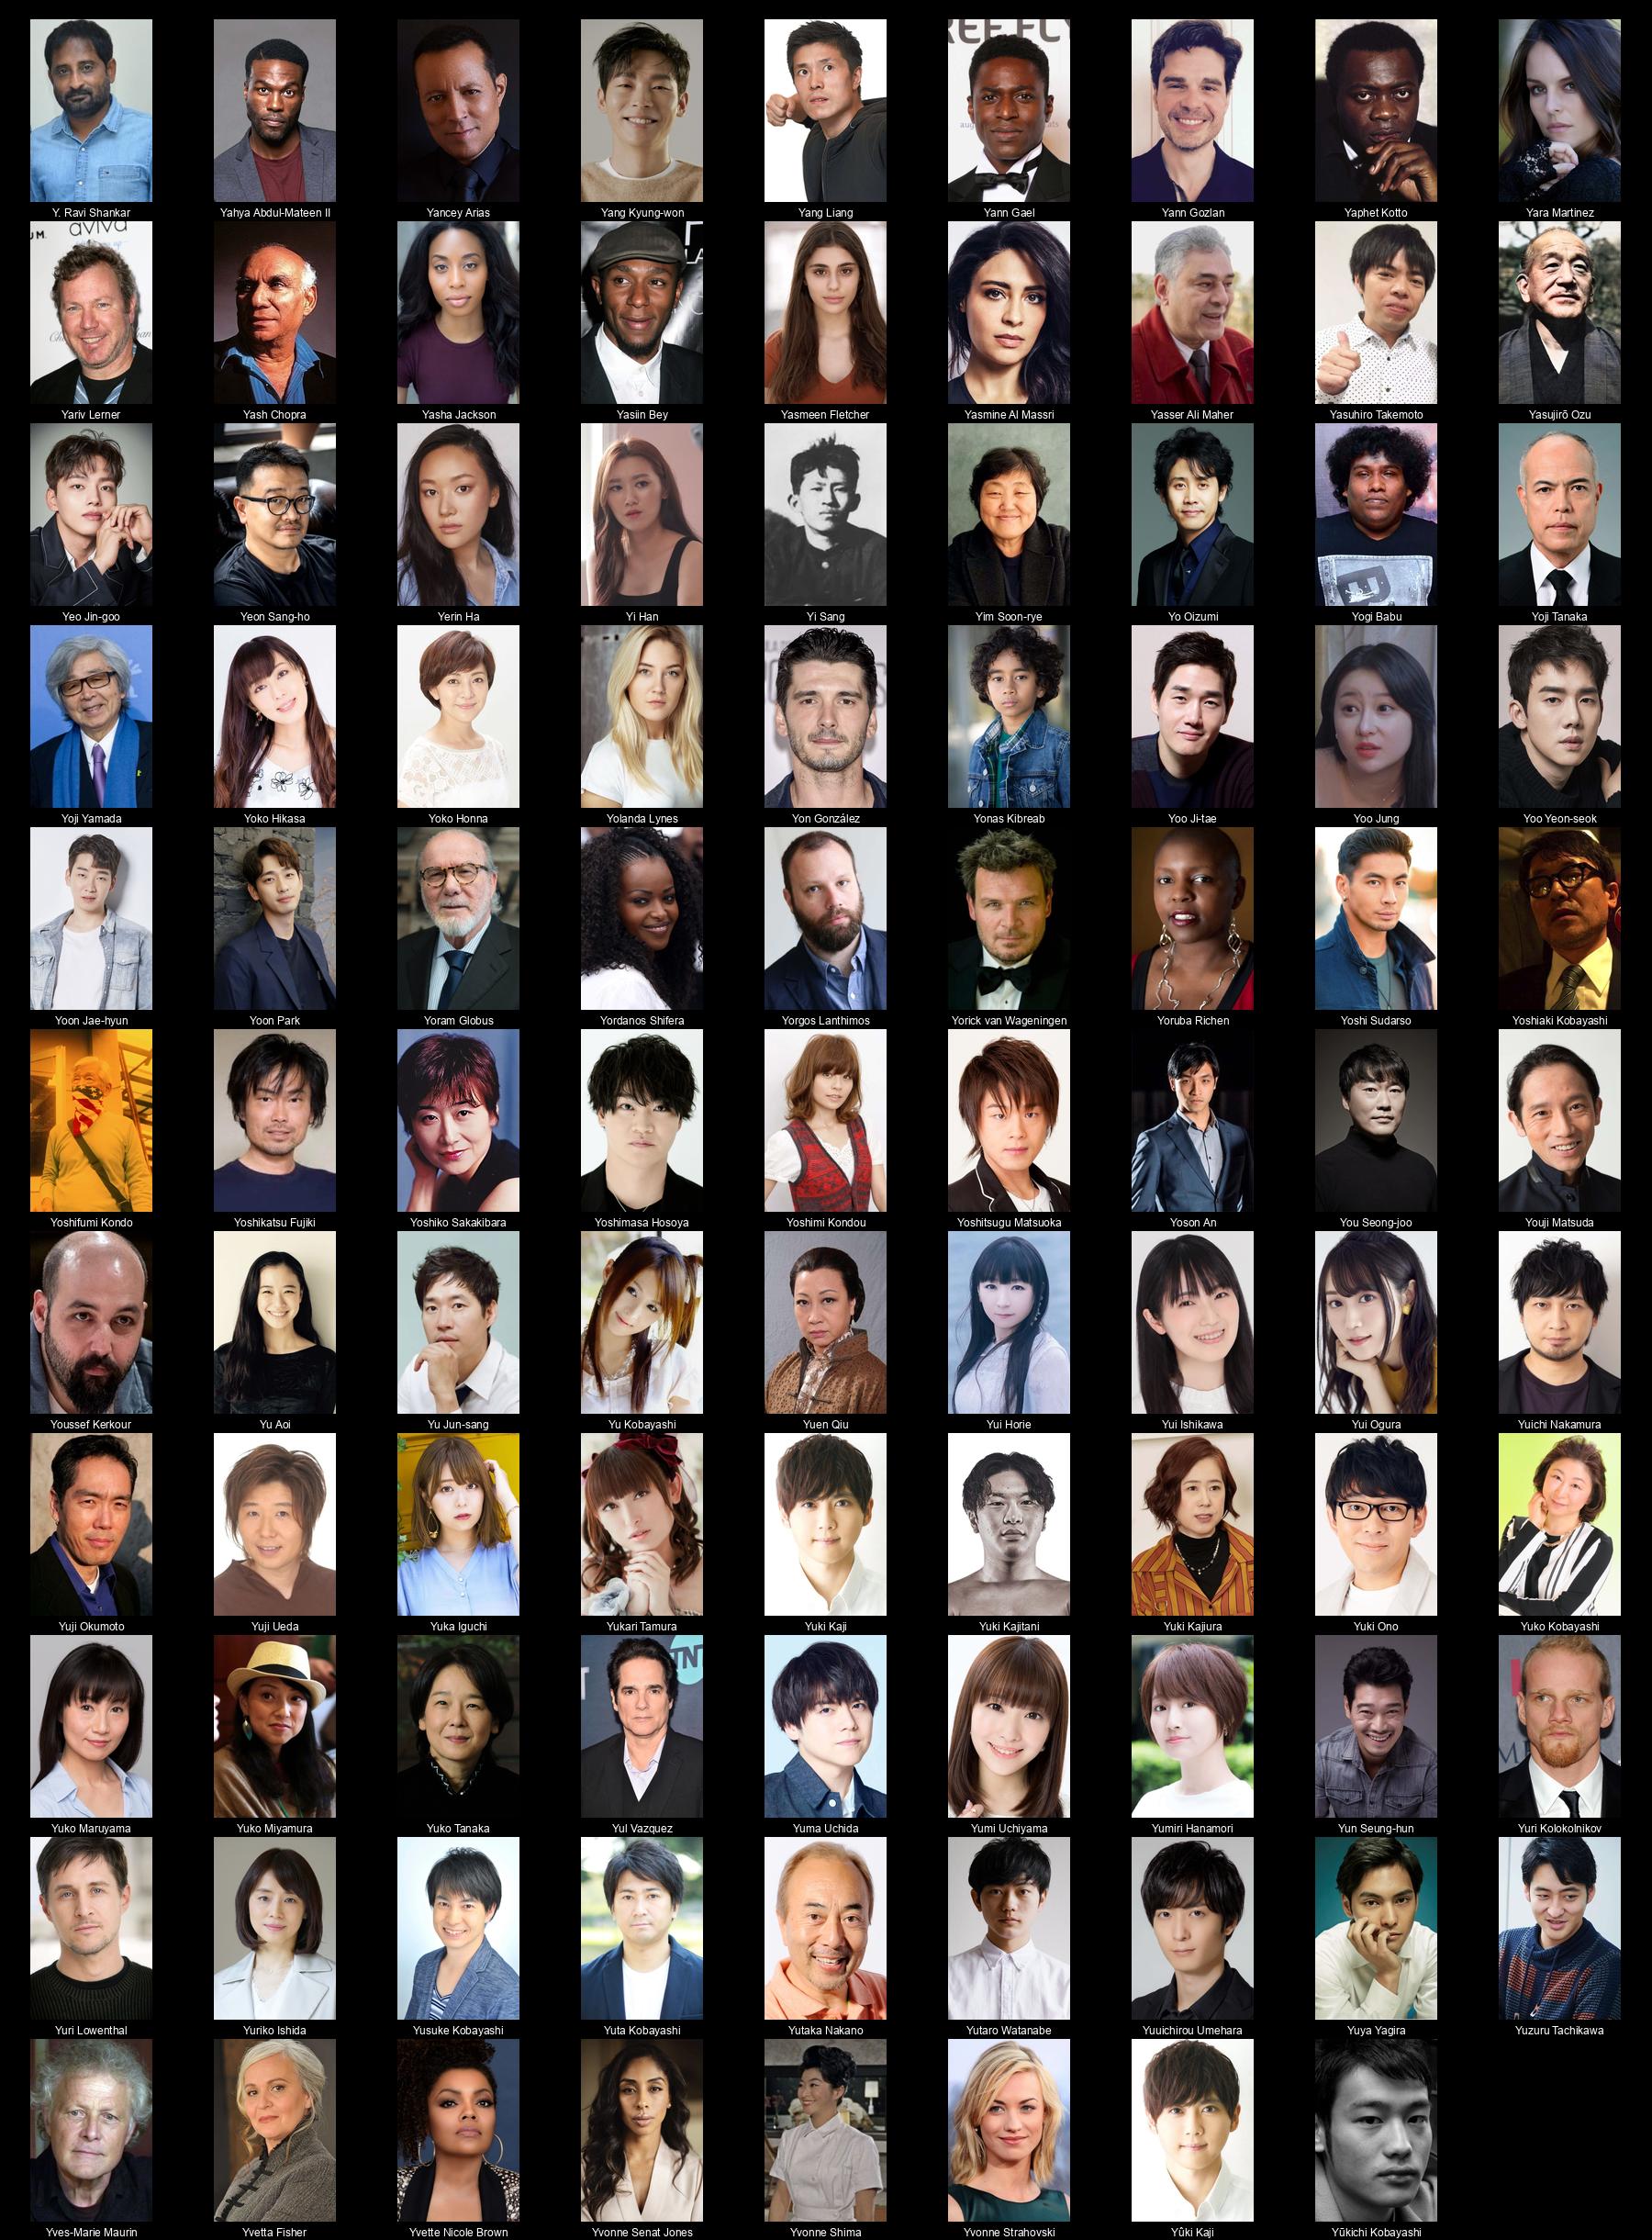 Y. Ravi Shankar
Yahya Abdul-Mateen II
Yancey Arias
Yang Kyung-won
Yang Liang
Yann Gael
Yann Gozlan
Yaphet Kotto
Yara Martinez
aviva
Yariv Lerner
Yash Chopra
Yasha Jackson
Yasiin Bey
Yasmeen Fletcher
Yasmine Al Massri
Yasser Ali Maher
Yasuhiro Takemoto
Yasujirō Ozu
Yeo Jin-goo
Yeon Sang-ho
Yerin Ha
Yi Han
Yi Sang
Yim Soon-rye
Yo Oizumi
Yogi Babu
Yoji Tanaka
Yoji Yamada
Yoko Hikasa
Yoko Honna
Yolanda Lynes
Yon González
Yonas Kibreab
Yoo Ji-tae
Yoo Jung
Yoo Yeon-seok
Yoon Jae-hyun
Yoon Park
Yoram Globus
Yordanos Shifera
Yorgos Lanthimos
Yorick van Wageningen
Yoruba Richen
Yoshi Sudarso
Yoshiaki Kobayashi
Yoshifumi Kondo
Yoshikatsu Fujiki
Yoshiko Sakakibara
Yoshimasa Hosoya
Yoshimi Kondou
Yoshitsugu Matsuoka
Yoson An
You Seong-joo
Youji Matsuda
Youssef Kerkour
Yu Aoi
Yu Jun-sang
Yu Kobayashi
Yuen Qiu
Yui Horie
Yui Ishikawa
Yui Ogura
Yuichi Nakamura
Yuji Okumoto
Yuji Ueda
Yuka Iguchi
Yukari Tamura
Yuki Kaji
Yuki Kajitani
Yuki Kajiura
Yuki Ono
Yuko Kobayashi
TNT
Yuko Maruyama
Yuko Miyamura
Yuko Tanaka
Yul Vazquez
Yuma Uchida
Yumi Uchiyama
Yumiri Hanamori
Yun Seung-hun
Yuri Kolokolnikov
Yuri Lowenthal
Yuriko Ishida
Yusuke Kobayashi
Yuta Kobayashi
Yutaka Nakano
Yutaro Watanabe
Yuuichirou Umehara
Yuya Yagira
Yuzuru Tachikawa
Yves-Marie Maurin
Yvetta Fisher
Yvette Nicole Brown
Yvonne Senat Jones
Yvonne Shima
Yvonne Strahovski
Yûki Kaji
Yūkichi Kobayashi